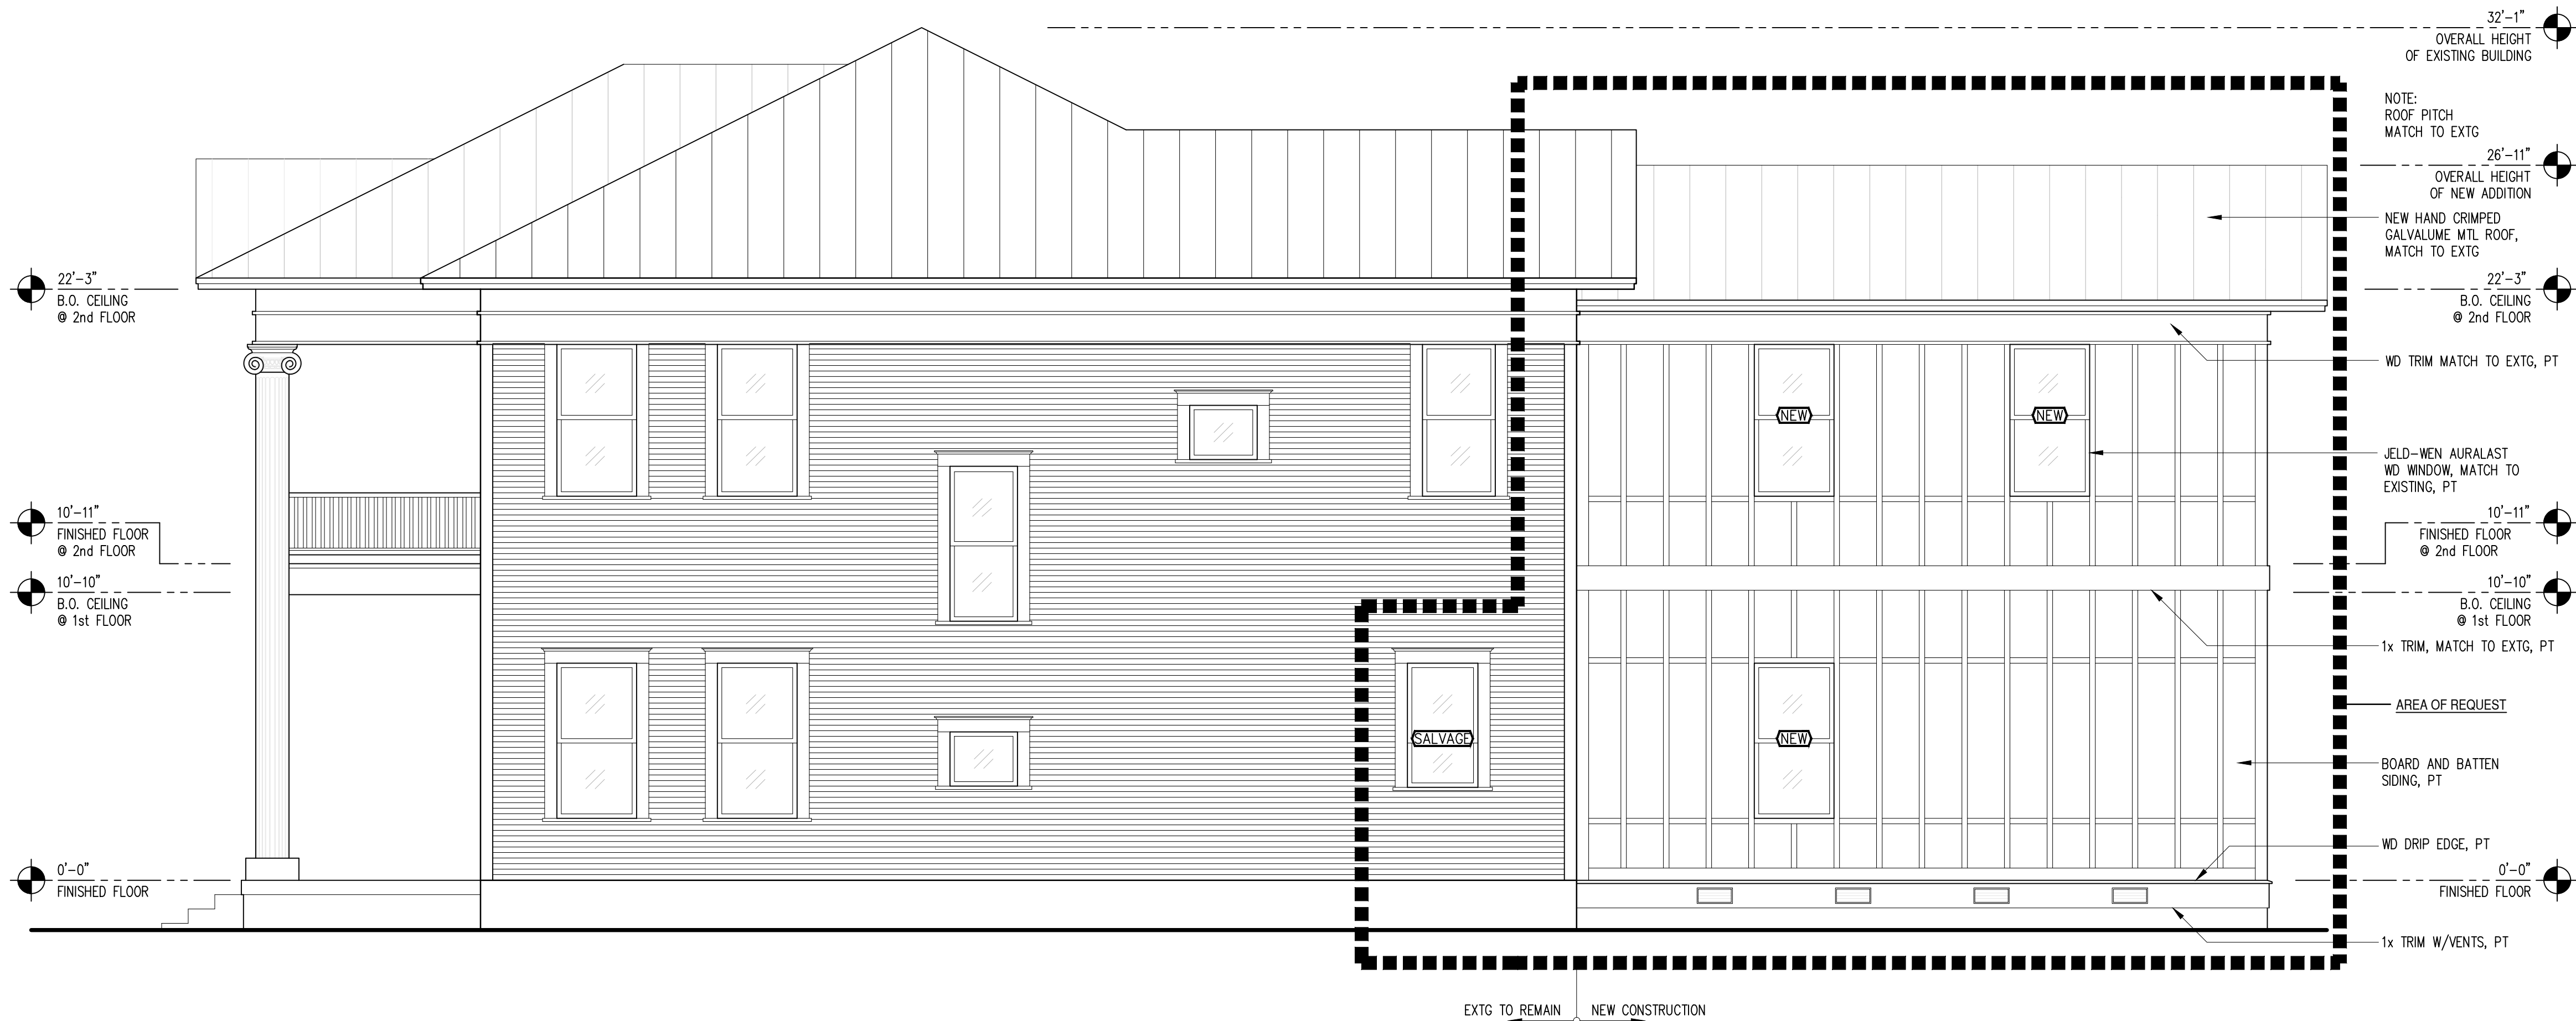 32'-1"
OVERALL HEIGHT
OF EXISTING BUILDING
NOTE:
ROOF PITCH
MATCH TO EXTG
26'-11"
OVERALL HEIGHT
OF NEW ADDITION
NEW HAND CRIMPED
GALVALUME MTL ROOF,
MATCH TO EXTG
22'-3"
B.O. CEILING
@ 2nd FLOOR
22'-3"
B.O. CEILING
@ 2nd FLOOR
WD TRIM MATCH TO EXTG, PT
NEW
NEW
JELD-WEN AURALAST
WD WINDOW, MATCH TO
EXISTING, PT
10'-11"
FINISHED FLOOR
@ 2nd FLOOR
10'-11"
FINISHED FLOOR
@ 2nd FLOOR
10'-10"
B.O. CEILING
@ 1st FLOOR
10'-10"
B.O. CEILING
@ 1st FLOOR
1x TRIM, MATCH TO EXTG, PT
AREA OF REQUEST
SALVAGE
NEW
BOARD AND BATTEN
SIDING, PT
WD DRIP EDGE, PT
0'-0"
FINISHED FLOOR
0'-0"
FINISHED FLOOR
1x TRIM W/VENTS, PT
EXTG TO REMAIN
NEW CONSTRUCTION